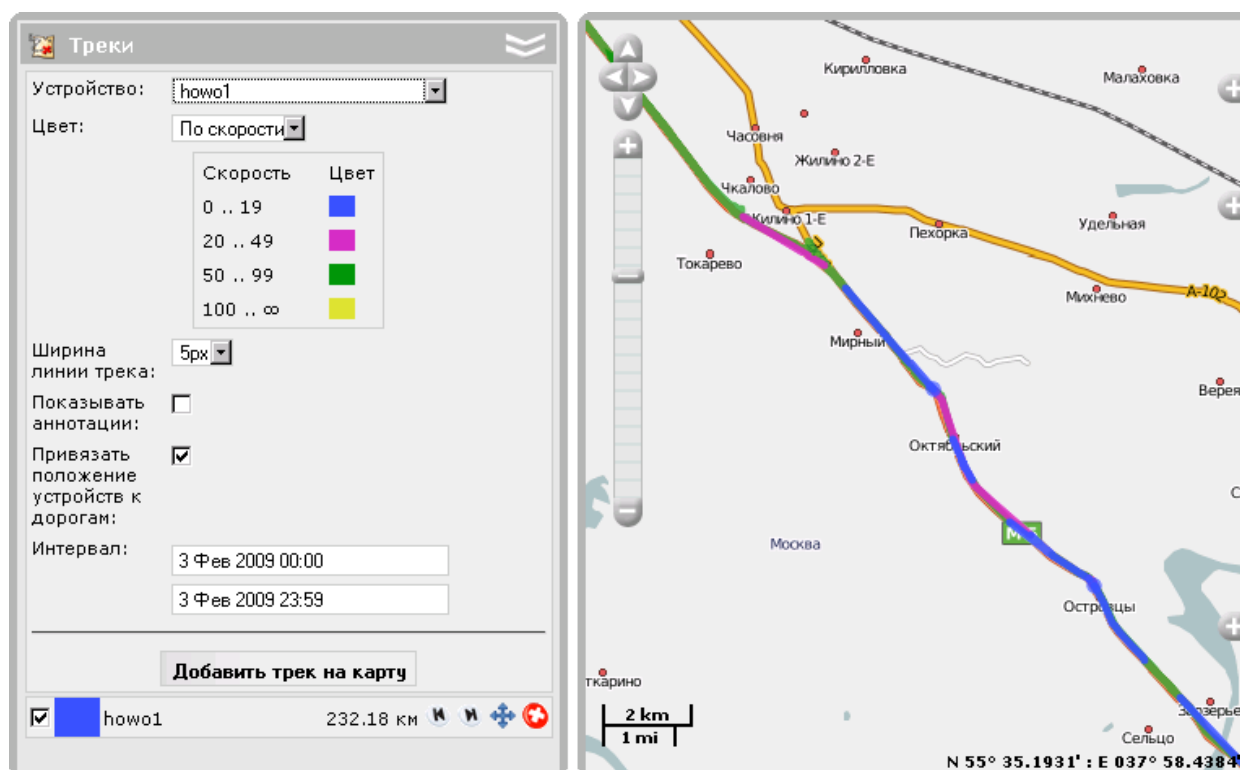 Треки
Устройство:
howo1
Цвет:
По скорости
Скорость Цвет
0 .. 19
20 .. 49
50 .. 99
100 .. ∞
Ширина
линии трека:
5px
Показывать
аннотации:
Привязать
положение
устройств к
дорогам:
Интервал:
3 Фев 2009 00:00
3 Фев 2009 23:59
Добавить трек на карту
howo1 232.18 км
Кирилловка
Малаховка
Часовня
Жилино 2-Е
Чкалово
Жилино 1-Е
Удельная
Пехорка
Токарево
Михнево
А-102
Мирный
Верея
Октябрьский
Москва
Островцы
ткарино
Заозерье
Сельцо
2 km
1 mi
N 55° 35.1931' : E 037° 58.4384'